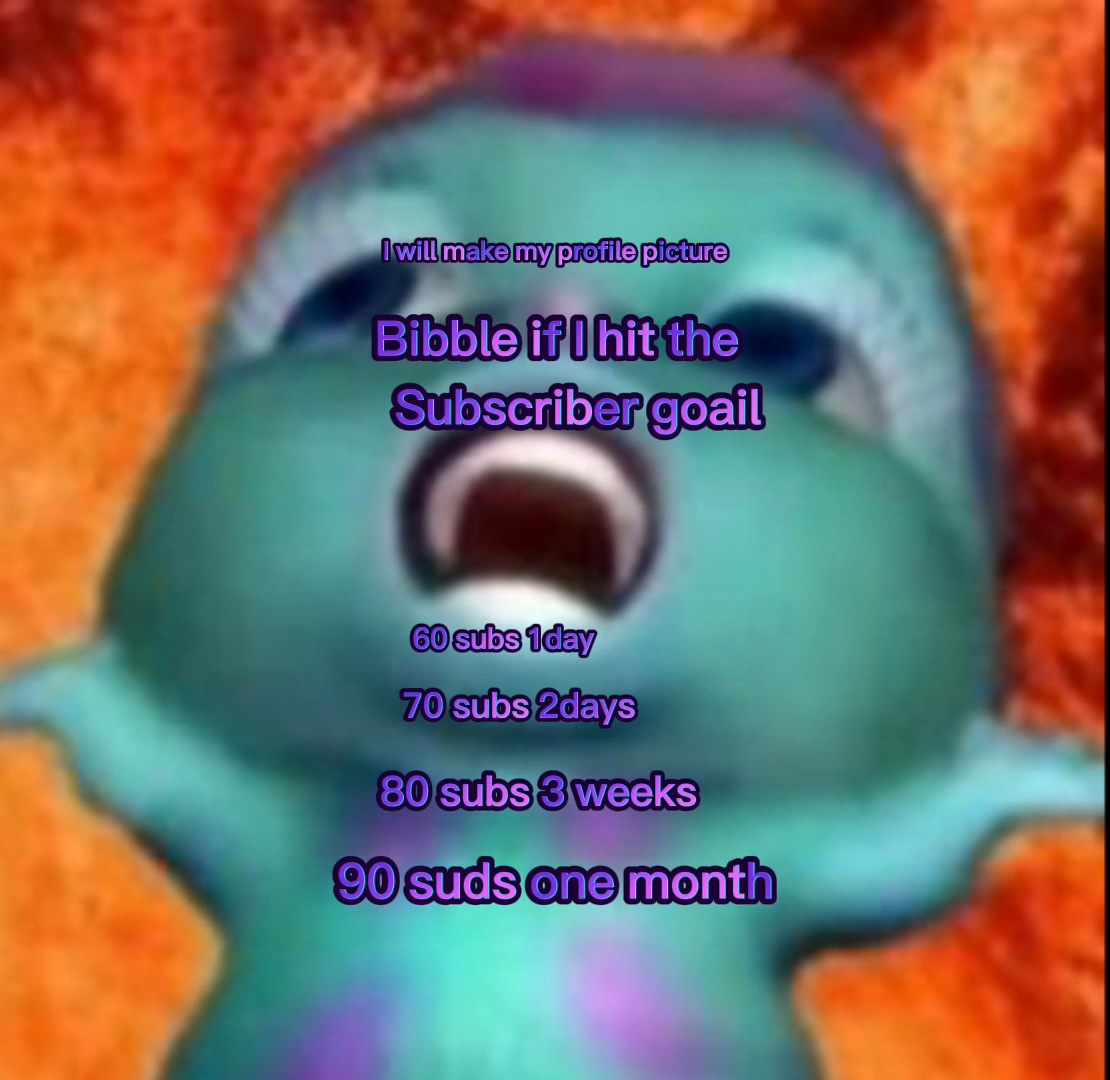 I will make my profile picture
Bibble if I hit the
Subscriber goail
60 subs 1day
70 subs 2days
80 subs 3 weeks
90 suds one month